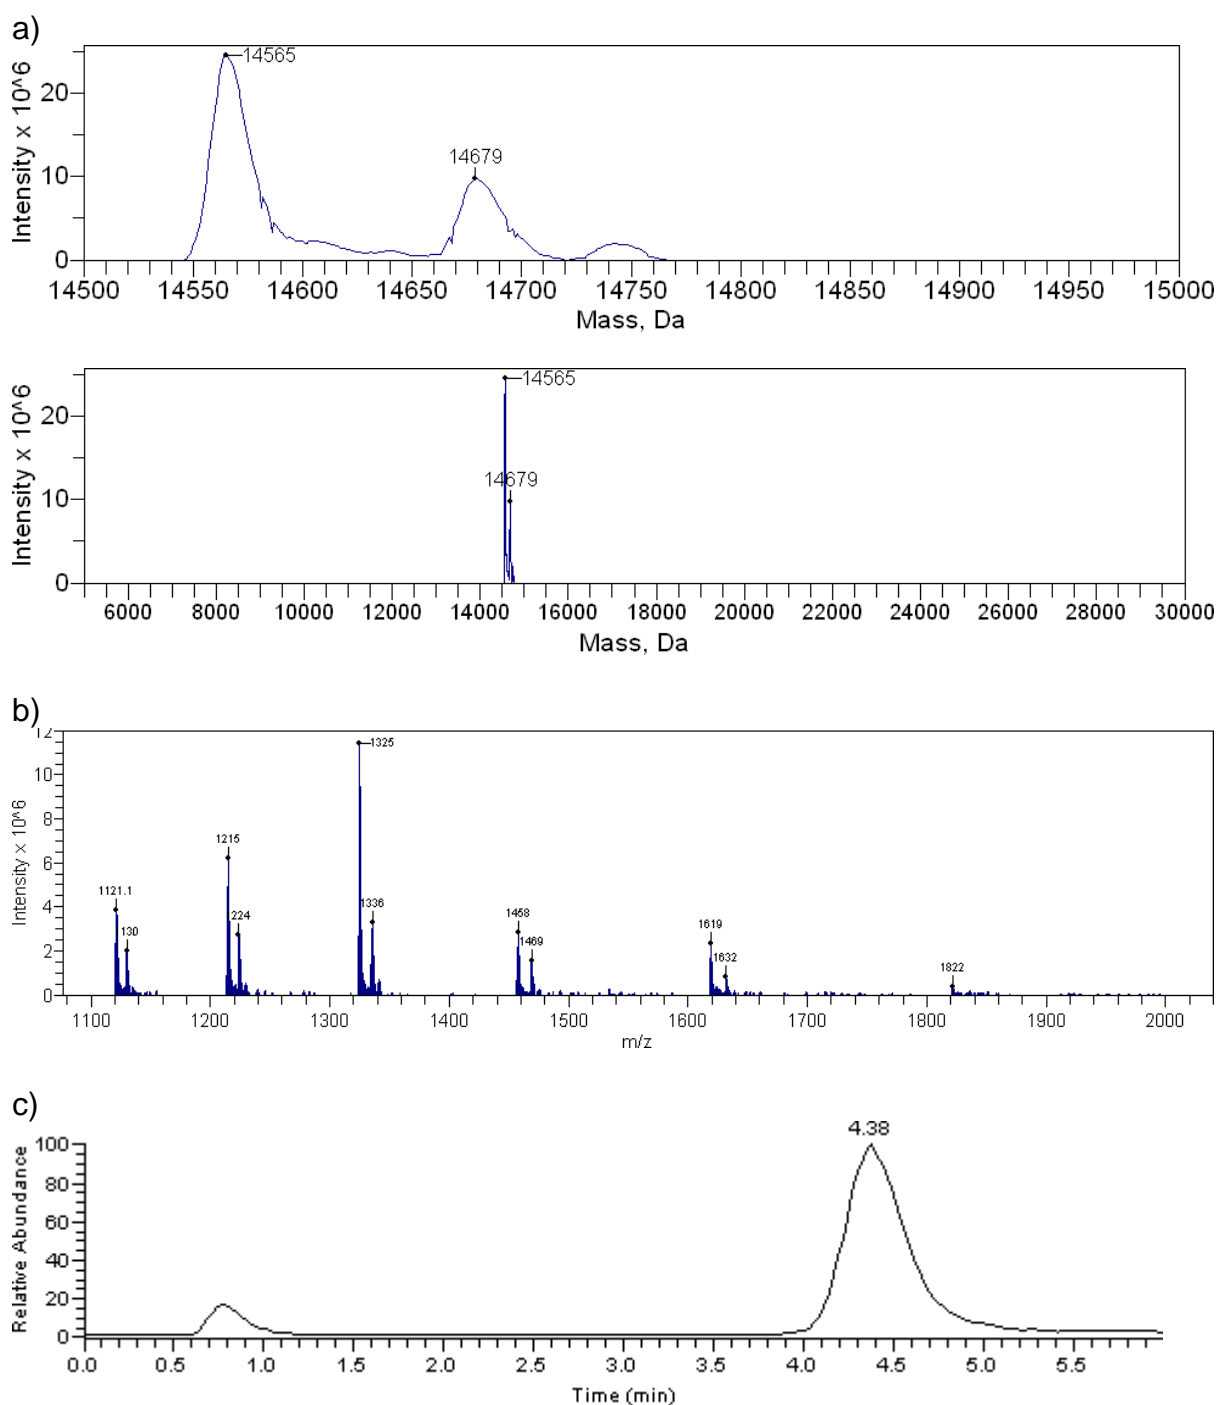 a)
14565
14679
Intensity x 10^6
20
10
0
14500 14550 14600 14650 14700 14750 14800 14850 14900 14950 15000
Mass, Da
14565
14679
Intensity x 10^6
20
10
0
6000 8000 10000 12000 14000 16000 18000 20000 22000 24000 26000 28000 30000
Mass, Da
b)
12
10
8
6
4
2
0
Intensity x 10^6
1121.1
130
1215
224
1325
1336
1458
1469
1619
1632
1822
1100 1200 1300 1400 1500 1600 1700 1800 1900 2000
m/z
c)
4.38
Relative Abundance
100
80
60
40
20
0
0.0 0.5 1.0 1.5 2.0 2.5 3.0 3.5 4.0 4.5 5.0 5.5
Time (min)